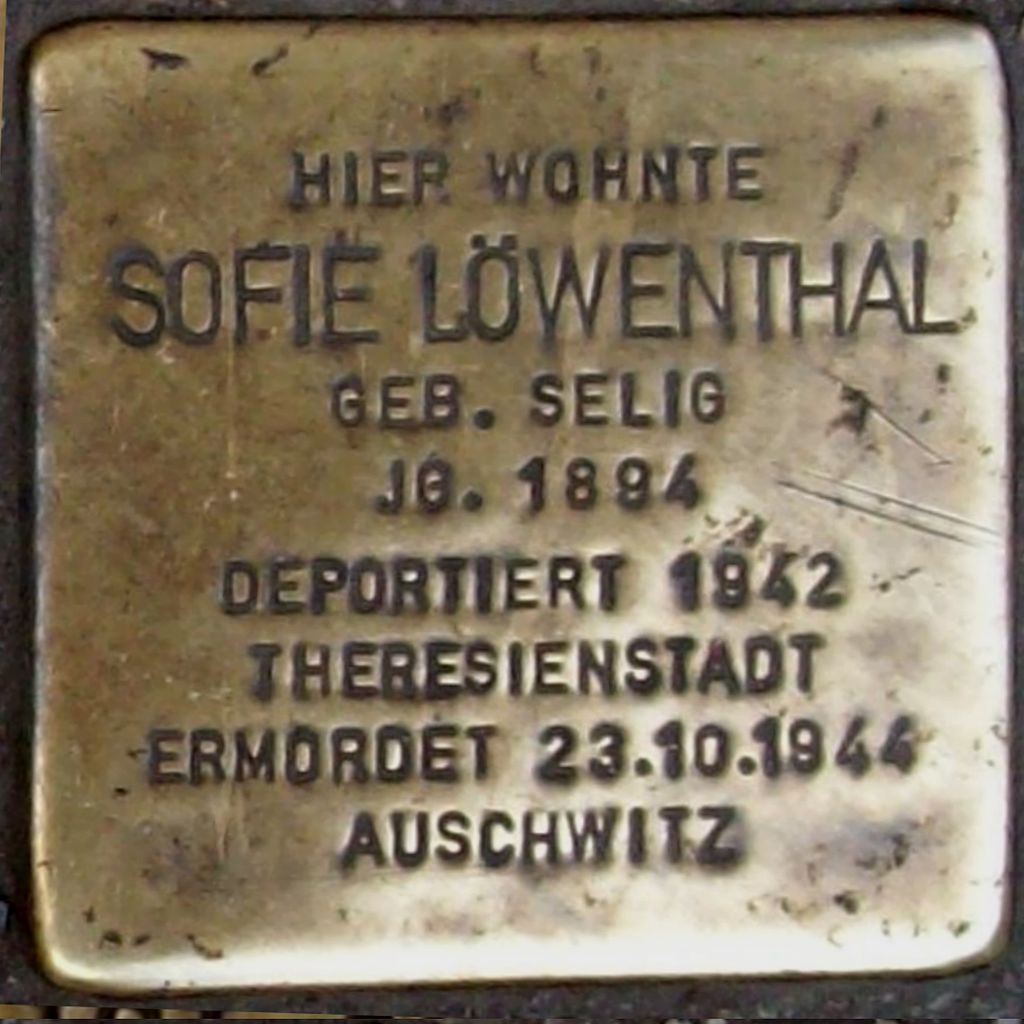 HIER WOHNTE
SOFIE LÖWENTHAL
GEB. SELIG
JG. 1894
DEPORTIERT 1942
THERESIENSTADT
ERMORDET 23.10.1944
AUSCHWITZ